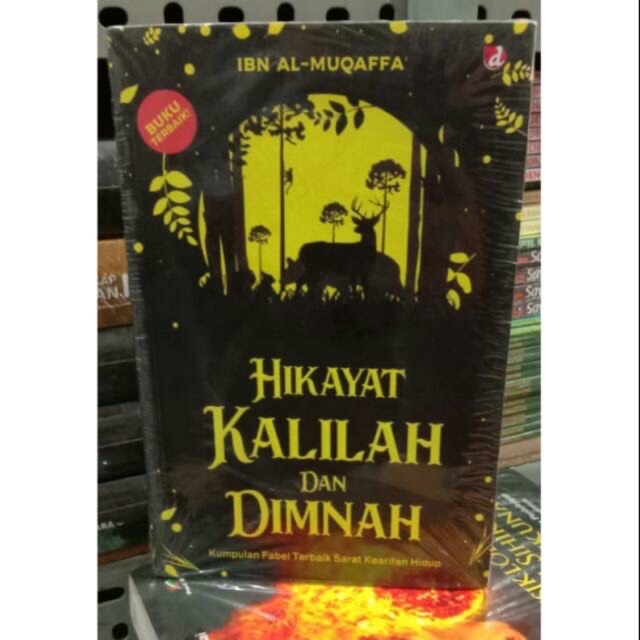 IBN AL-MUQAFFA'
d
BUKU
TERBAIK!
HIKAYAT
KALILAH
DAN
DIMNAH
Kumpulan Fabel Terbaik Sarat Kearifan Hidup